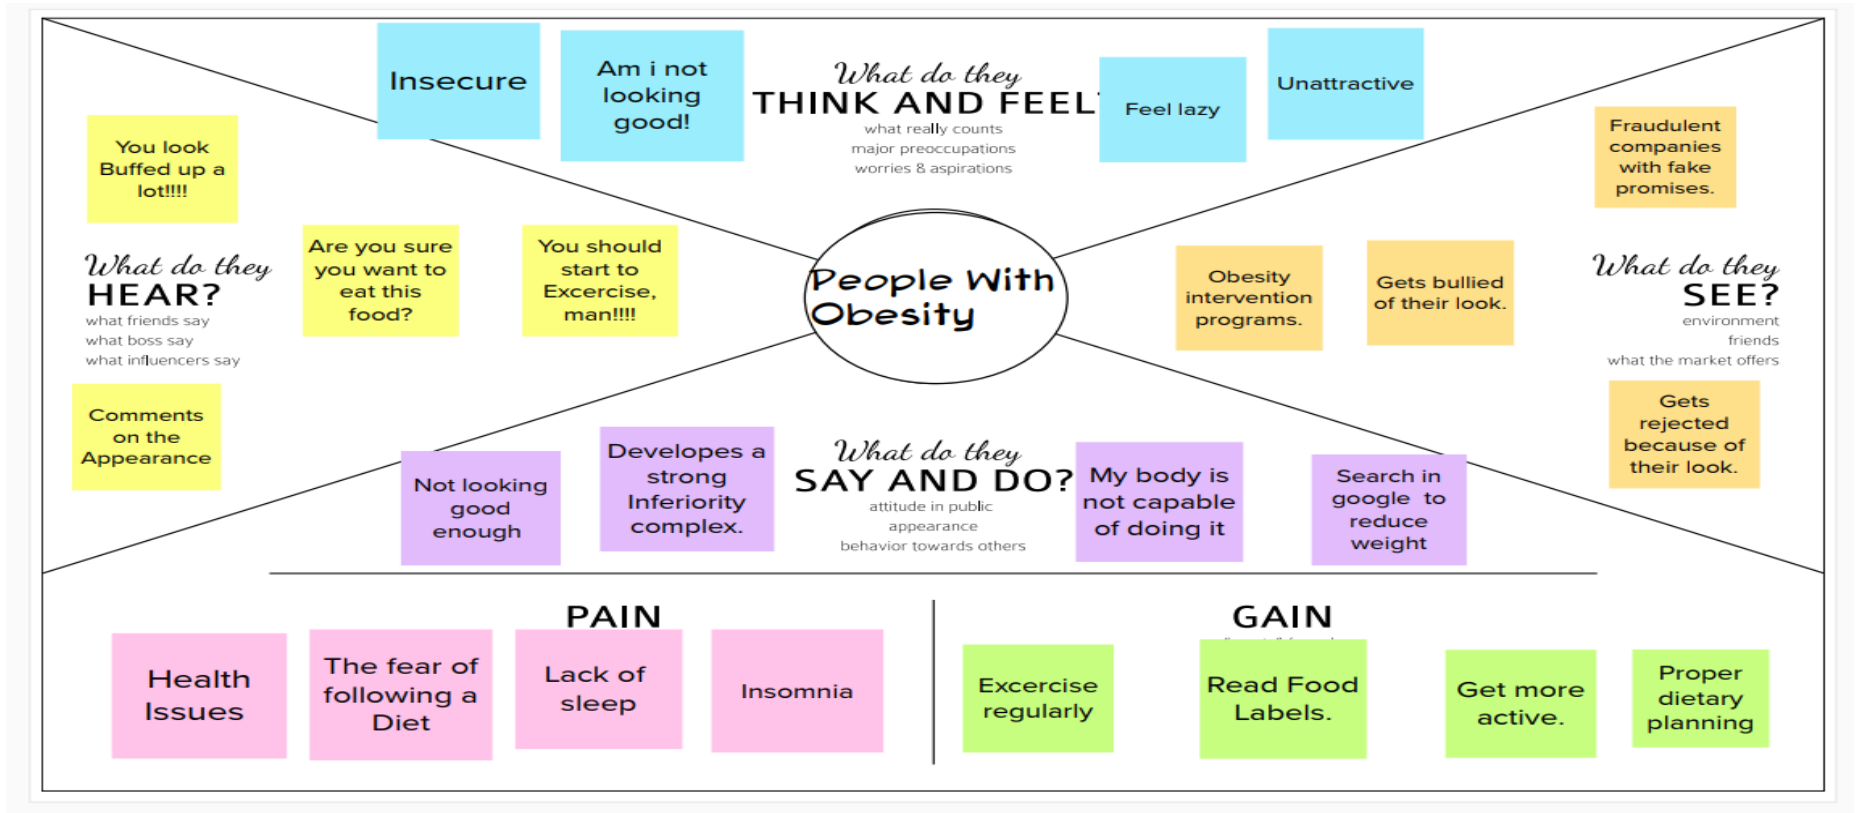 Insecure
Am i not
looking
good!
What do they
THINK AND FEEL?
what really counts
major preoccupations
worries & aspirations
Feel lazy
Unattractive
You look
Buffed up a
lot!!!!
Are you sure
you want to
eat this
food?
You should
start to
Excercise,
man!!!!
What do they
HEAR?
what friends say
what boss say
what influencers say
Comments
on the
Appearance
People With
Obesity
Fraudulent
companies
with fake
promises.
Obesity
intervention
programs.
Gets bullied
of their look.
What do they
SEE?
environment
friends
what the market offers
Gets
rejected
because of
their look.
Not looking
good
enough
Developes a
strong
Inferiority
complex.
What do they
SAY AND DO?
attitude in public
appearance
behavior towards others
My body is
not capable
of doing it
Search in
google to
reduce
weight
PAIN
Health
Issues
The fear of
following a
Diet
Lack of
sleep
Insomnia
GAIN
Excercise
regularly
Read Food
Labels.
Get more
active.
Proper
dietary
planning